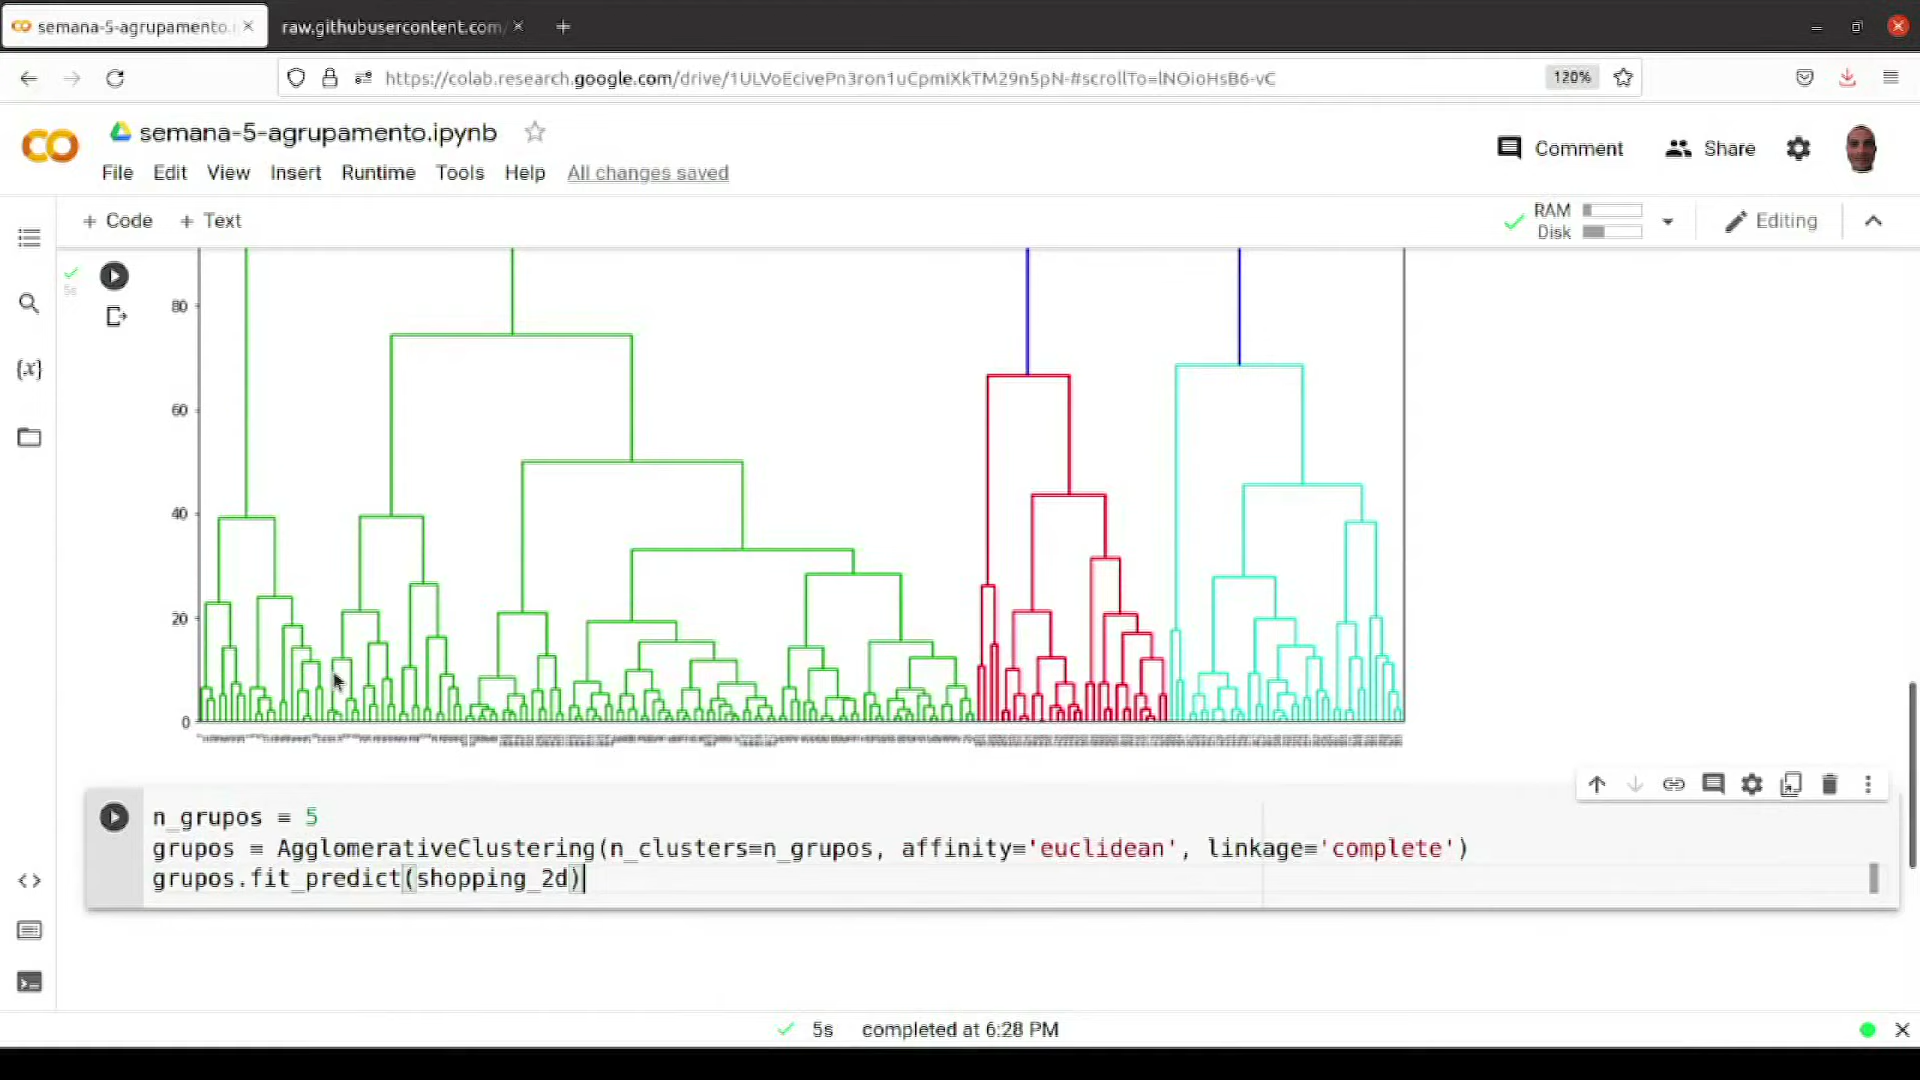 semana-5-agrupamento.i
raw.githubusercontent.com/
https://colab.research.google.com/drive/1ULVoEcivePn3ron1uCpmIXkTM29n5pN-#scrollTo=lNOioHsB6-vC
120%
semana-5-agrupamento.ipynb
Comment
Share
File Edit View Insert Runtime Tools Help All changes saved
+ Code + Text
RAM
Disk
Editing
5s
80
60
40
20
0
n_grupos = 5
grupos = AgglomerativeClustering(n_clusters=n_grupos, affinity='euclidean', linkage='complete')
grupos.fit_predict(shopping_2d)
5s completed at 6:28 PM